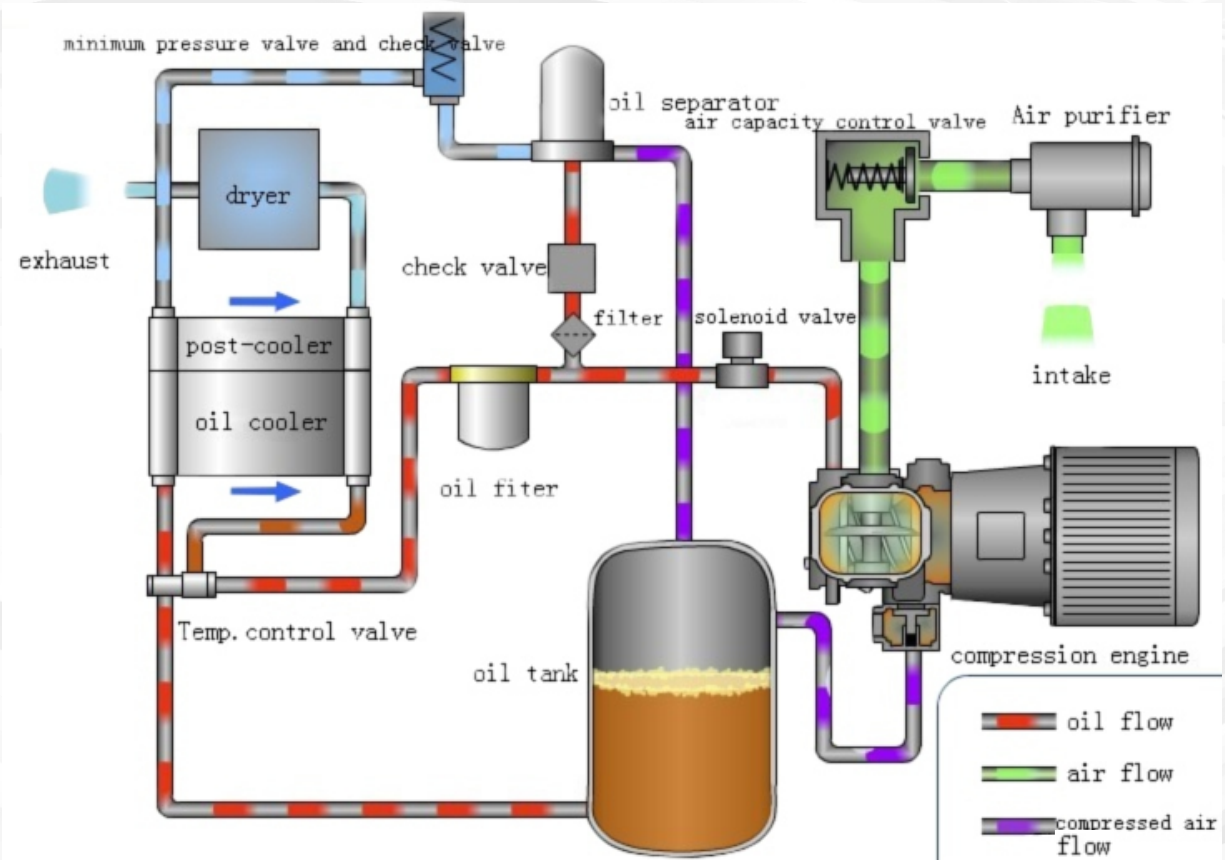 minimum pressure valve and check valve
oil separator
air capacity control valve
Air purifier
dryer
exhaust
check valve
filter
solenoid valve
intake
post-cooler
oil cooler
oil fiter
Temp.control valve
oil tank
compression engine
oil flow
air flow
compressed air
flow